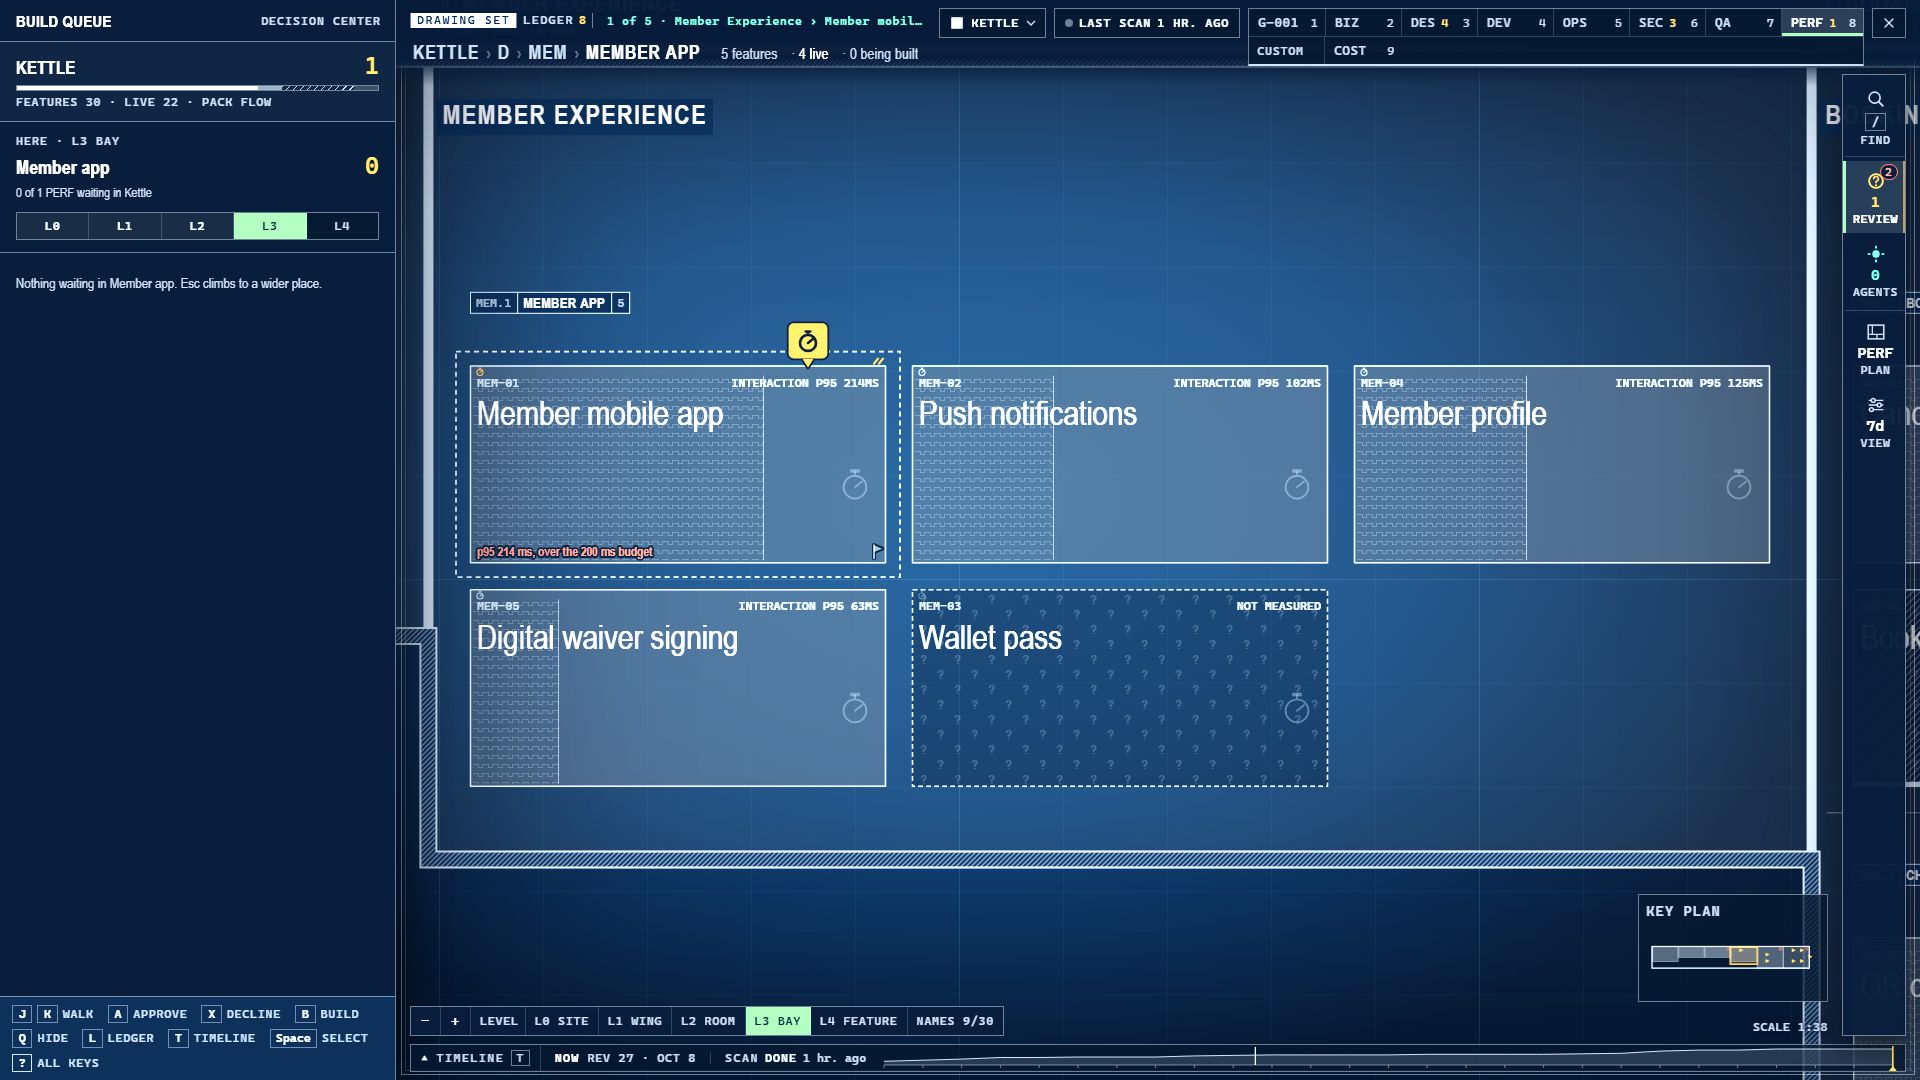 BUILD QUEUE
DECISION CENTER
KETTLE
1
FEATURES 30 · LIVE 22 · PACK FLOW
HERE · L3 BAY
Member app
0
0 of 1 PERF waiting in Kettle
L0
L1
L2
L3
L4
Nothing waiting in Member app. Esc climbs to a wider place.
J K WALK
A APPROVE
X DECLINE
B BUILD
Q HIDE
L LEDGER
T TIMELINE
Space SELECT
? ALL KEYS
DRAWING SET
LEDGER 8
1 of 5 · Member Experience › Member mobil…
KETTLE › D › MEM › MEMBER APP
5 features · 4 live · 0 being built
KETTLE
LAST SCAN 1 HR. AGO
G-001 1
BIZ 2
DES 4 3
DEV 4
OPS 5
SEC 3 6
QA 7
PERF 1 8
CUSTOM
COST 9
MEMBER EXPERIENCE
MEM.1 MEMBER APP 5
MEM-01
INTERACTION P95 214MS
Member mobile app
p95 214 ms, over the 200 ms budget
MEM-02
INTERACTION P95 102MS
Push notifications
MEM-04
INTERACTION P95 125MS
Member profile
MEM-05
INTERACTION P95 63MS
Digital waiver signing
MEM-03
NOT MEASURED
Wallet pass
/
FIND
2
1
REVIEW
0
AGENTS
PERF
PLAN
7d
VIEW
KEY PLAN
SCALE 1:38
− + LEVEL
L0 SITE
L1 WING
L2 ROOM
L3 BAY
L4 FEATURE
NAMES 9/30
TIMELINE T
NOW REV 27 · OCT 8
SCAN DONE 1 hr. ago